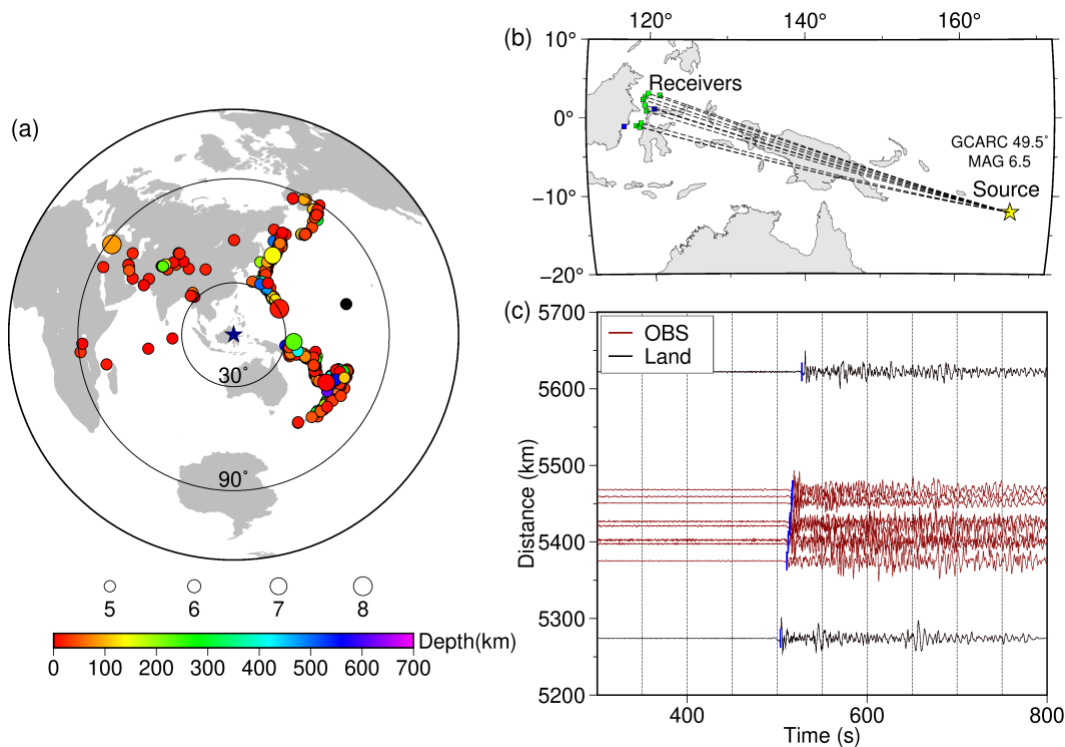 (a)
30°
90°
5 6 7 8
Depth(km)
0 100 200 300 400 500 600 700
(b)
120° 140° 160°
10°
0°
−10°
−20°
Receivers
GCARC 49.5°
MAG 6.5
Source
(c)
5700
5600
5500
5400
5300
5200
Distance (km)
OBS
Land
400 600 800
Time (s)